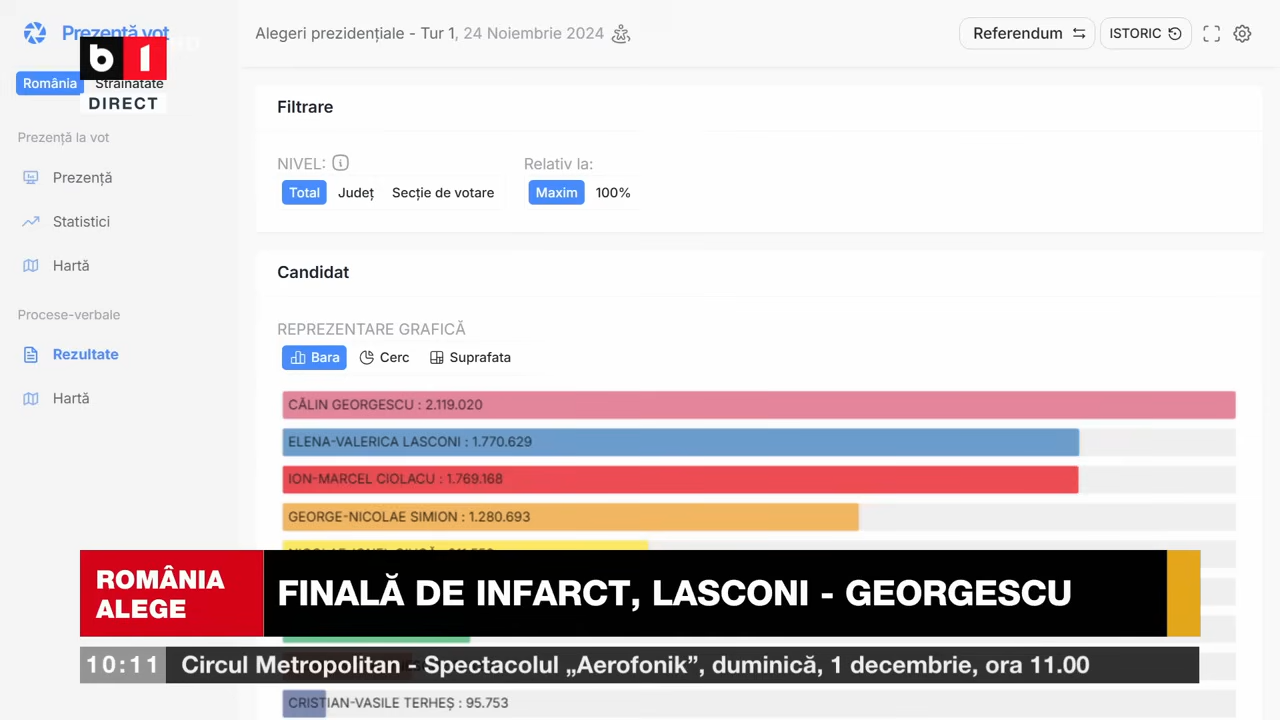 Prezență vot
Alegeri prezidențiale - Tur 1, 24 Noiembrie 2024
Referendum
ISTORIC
b1
România
Străinătate
DIRECT
Filtrare
Prezență la vot
NIVEL:
Relativ la:
Prezență
Total
Județ
Secție de votare
Maxim
100%
Statistici
Hartă
Candidat
Procese-verbale
REPREZENTARE GRAFICĂ
Rezultate
Bara
Cerc
Suprafata
Hartă
CĂLIN GEORGESCU : 2.119.020
ELENA-VALERICA LASCONI : 1.770.629
ION-MARCEL CIOLACU : 1.769.168
GEORGE-NICOLAE SIMION : 1.280.693
ROMÂNIA
ALEGE
FINALĂ DE INFARCT, LASCONI - GEORGESCU
10:11
Circul Metropolitan - Spectacolul „Aerofonik”, duminică, 1 decembrie, ora 11.00
CRISTIAN-VASILE TERHEȘ : 95.753